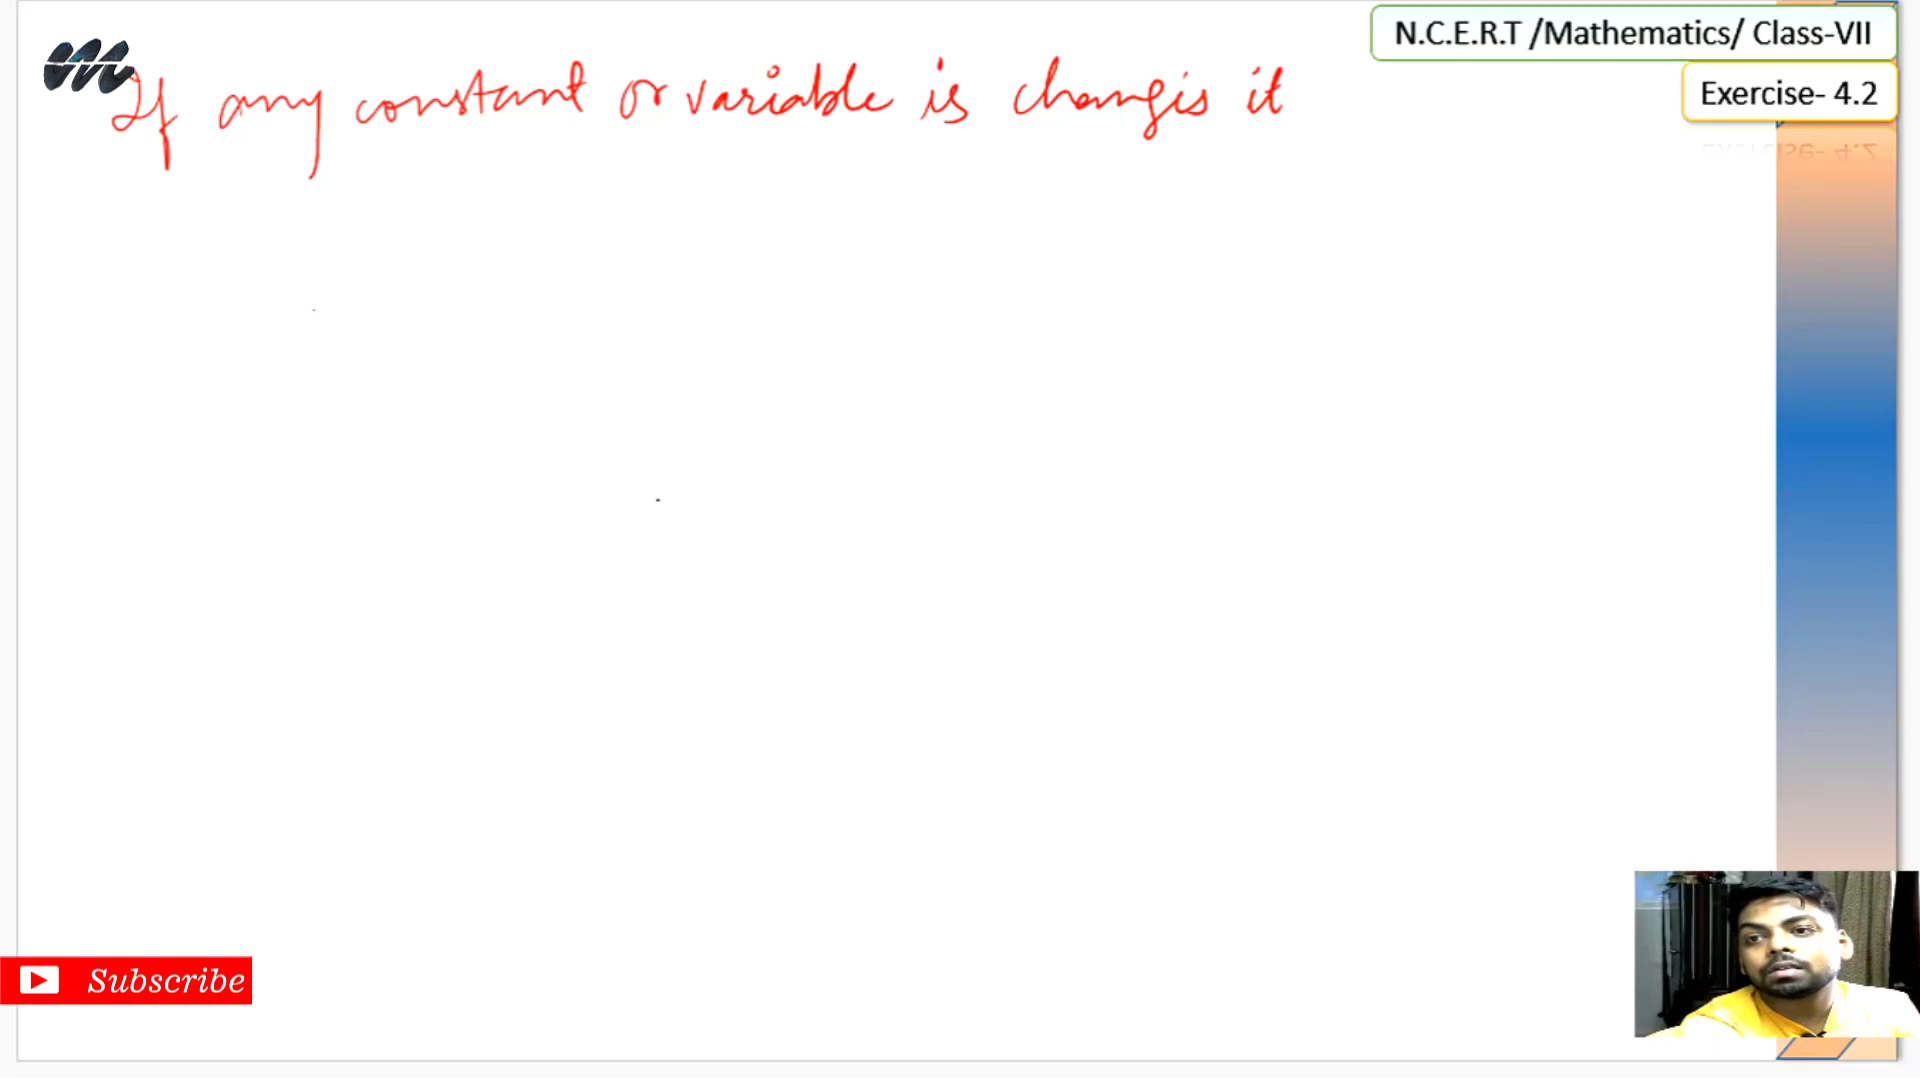 N.C.E.R.T /Mathematics/ Class-VII
Exercise- 4.2
If any constant or variable is changis it
Subscribe